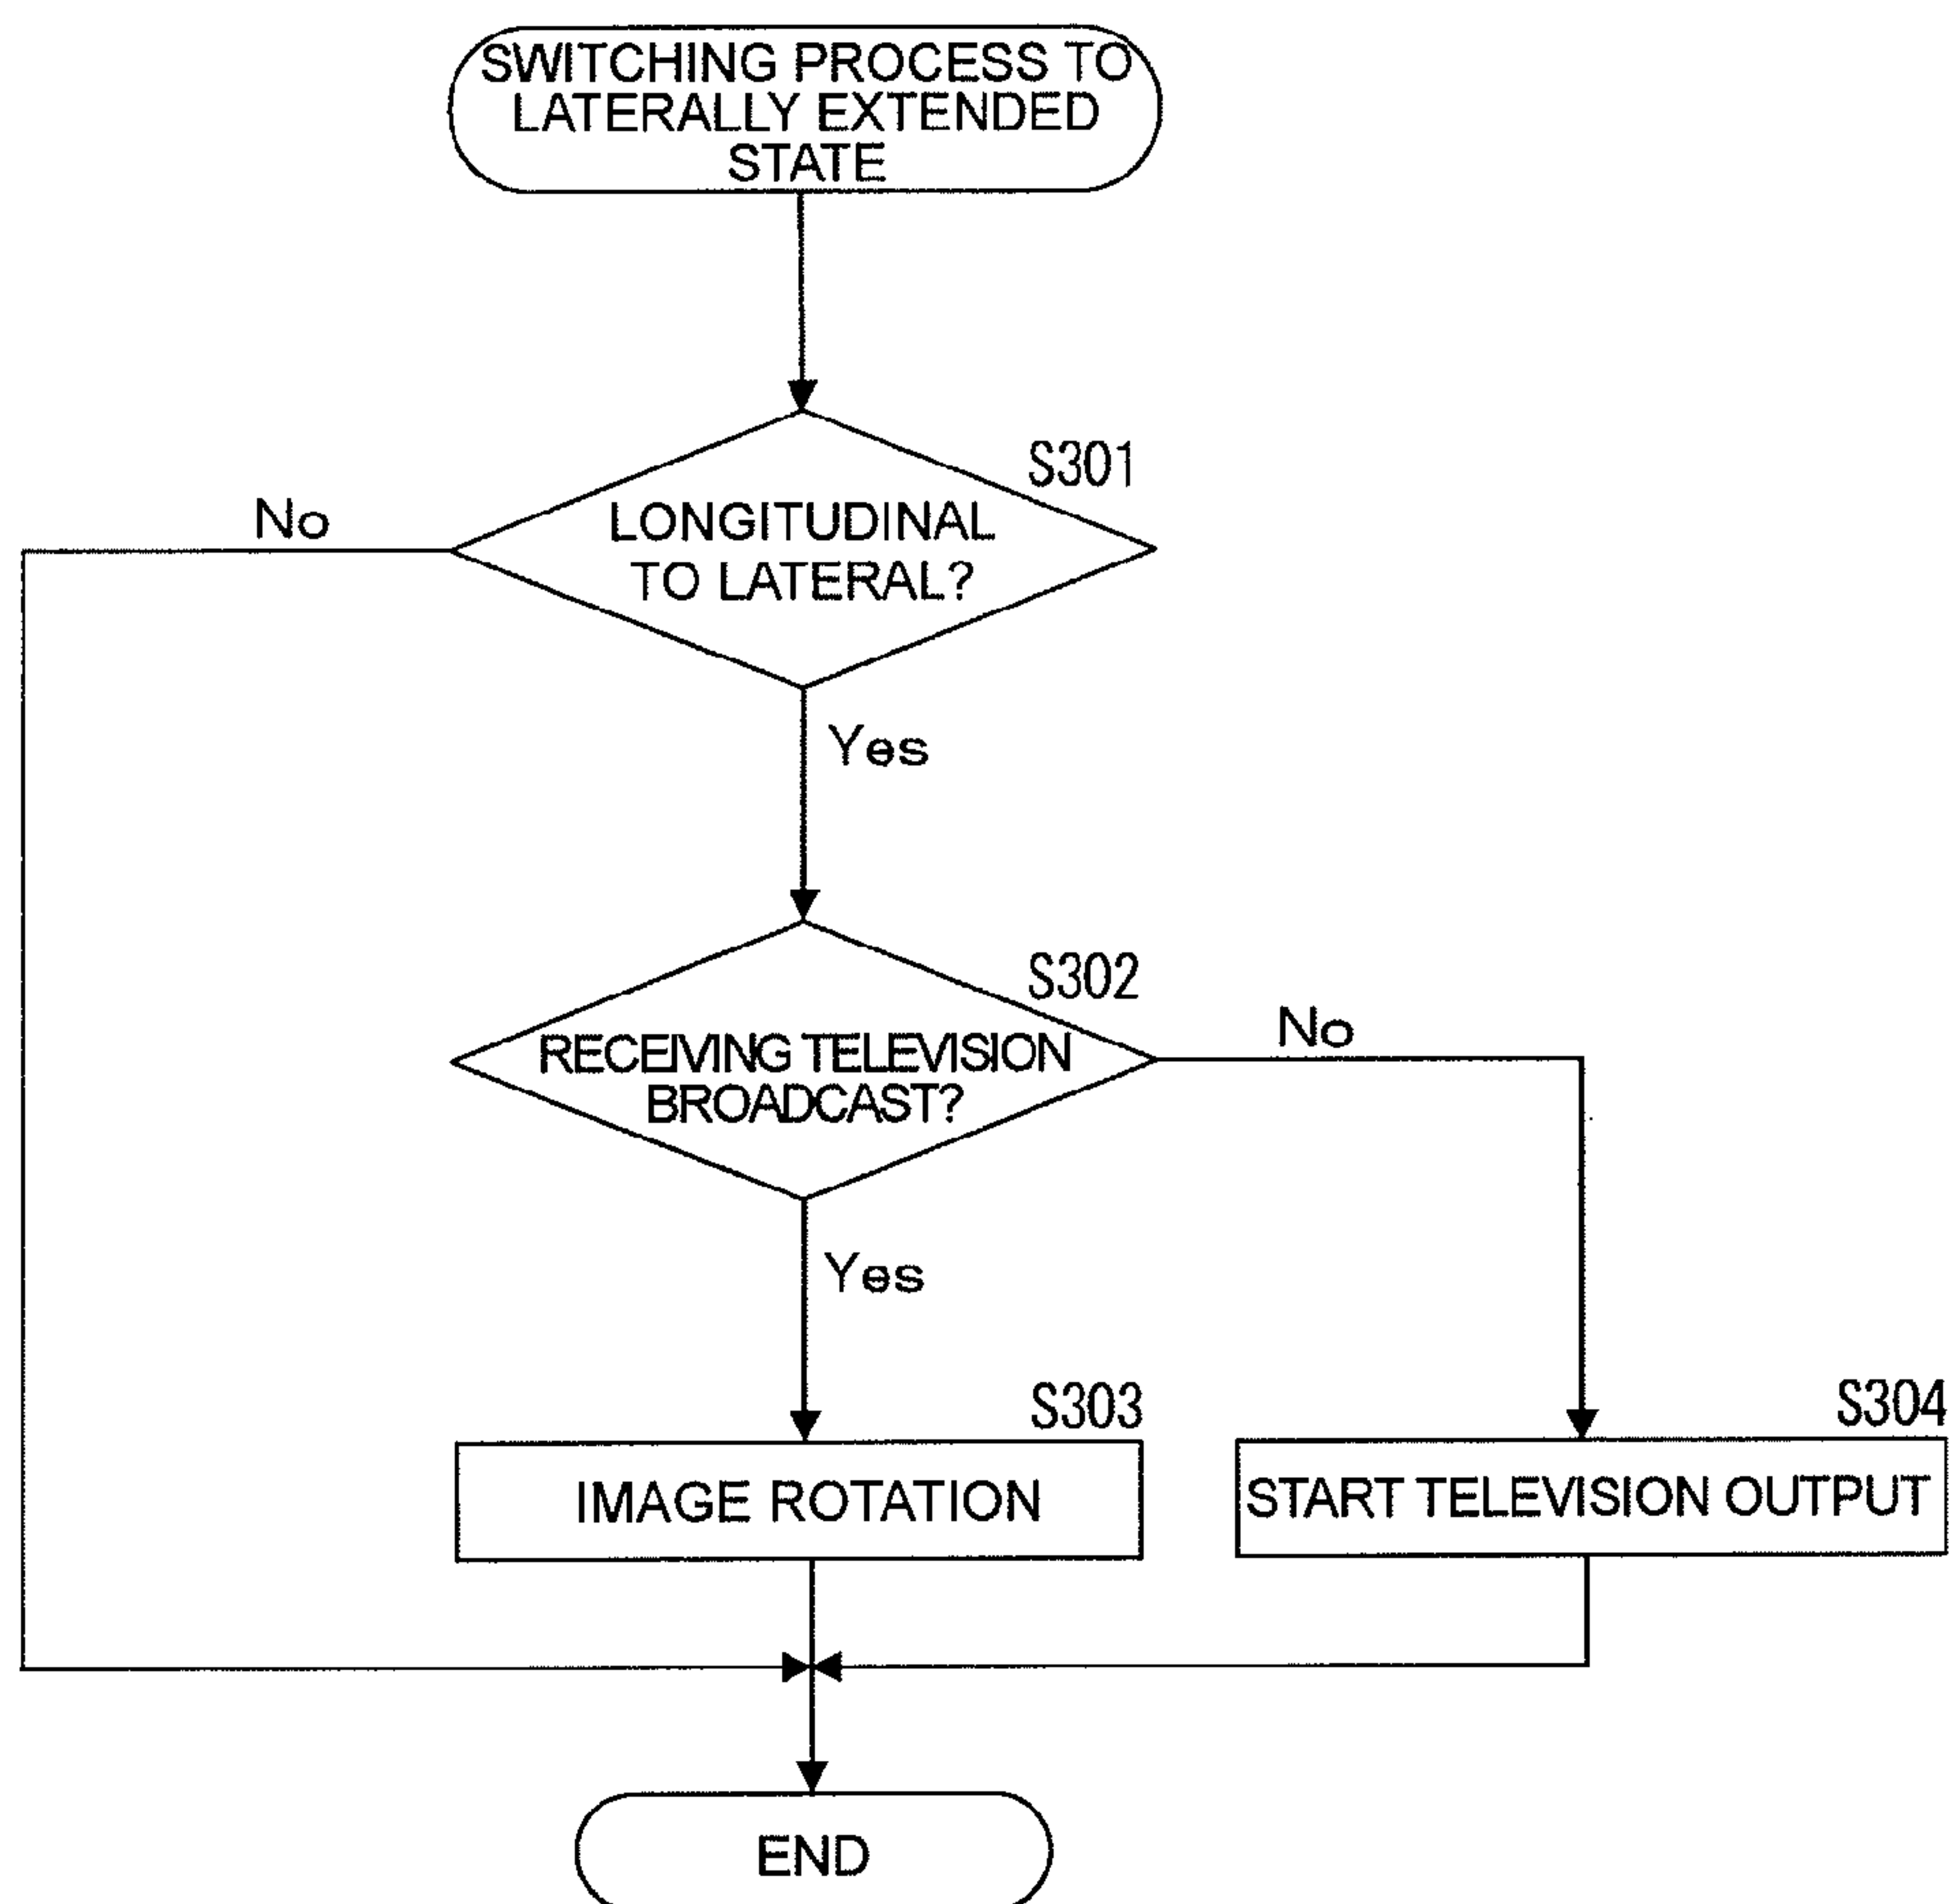 SWITCHING PROCESS TO
LATERALLY EXTENDED
STATE
S301
No
LONGITUDINAL
TO LATERAL?
Yes
S302
No
RECEIVING TELEVISION
BROADCAST?
Yes
S303
S304
IMAGE ROTATION
START TELEVISION OUTPUT
END